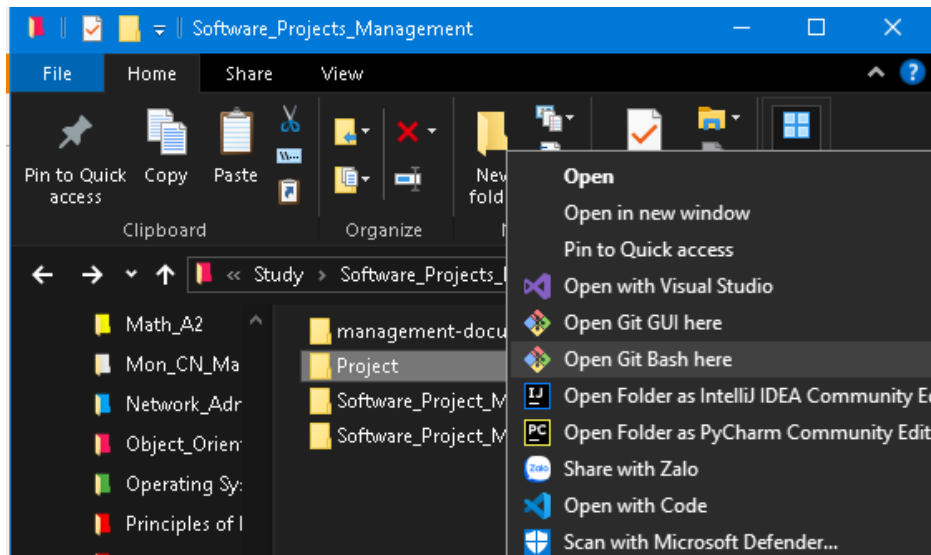 Software_Projects_Management
File Home Share View
Pin to Quick access
Copy
Paste
New
Clipboard
Organize
Study
Math_A2
Open
Open in new window
Pin to Quick access
Open with Visual Studio
Open Git GUI here
Open Git Bash here
Open Folder as IntelliJ IDEA Community
Open Folder as PyCharm Community
Share with Zalo
Open with Code
Scan with Microsoft Defender...
management-docu
Project
Software_Project_M
Software_Project_M
Mon_CN_Ma
Network_Adr
Object_Orien
Operating Sy
Principles of